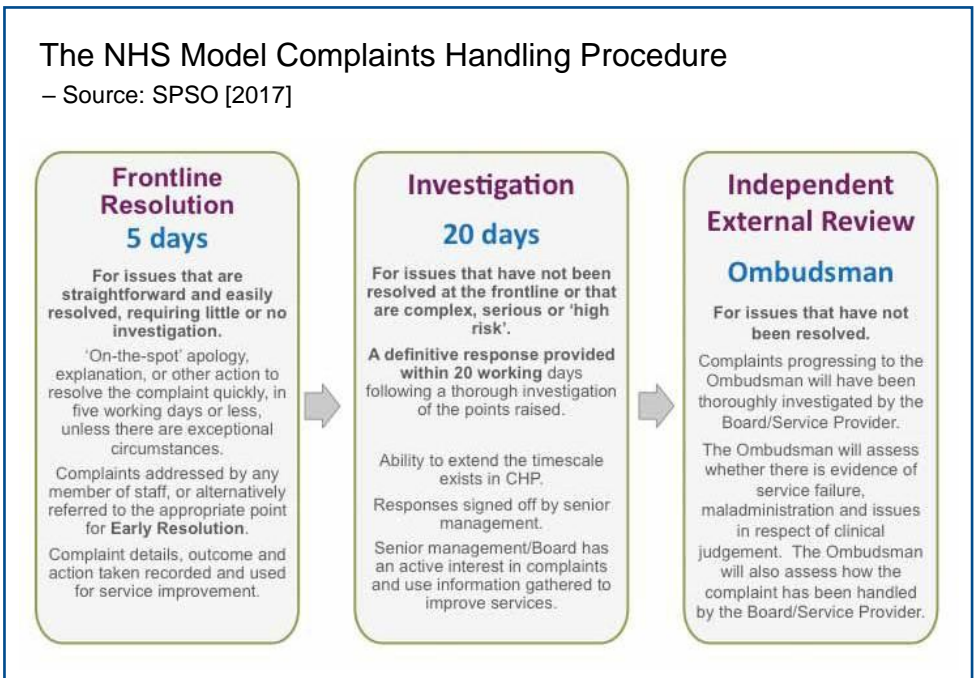 The NHS Model Complaints Handling Procedure
– Source: SPSO [2017]
Frontline
Resolution
5 days
For issues that are
straightforward and easily
resolved, requiring little or no
investigation.
‘On-the-spot’ apology,
explanation, or other action to
resolve the complaint quickly, in
five working days or less,
unless there are exceptional
circumstances.
Complaints addressed by any
member of staff, or alternatively
referred to the appropriate point
for Early Resolution.
Complaint details, outcome and
action taken recorded and used
for service improvement.
Investigation
20 days
For issues that have not been
resolved at the frontline or that
are complex, serious or ‘high
risk’.
A definitive response provided
within 20 working days
following a thorough investigation
of the points raised.
Ability to extend the timescale
exists in CHP.
Responses signed off by senior
management.
Senior management/Board has
an active interest in complaints
and use information gathered to
improve services.
Independent
External Review
Ombudsman
For issues that have not
been resolved.
Complaints progressing to the
Ombudsman will have been
thoroughly investigated by the
Board/Service Provider.
The Ombudsman will assess
whether there is evidence of
service failure,
maladministration and issues
in respect of clinical
judgement. The Ombudsman
will also assess how the
complaint has been handled
by the Board/Service Provider.